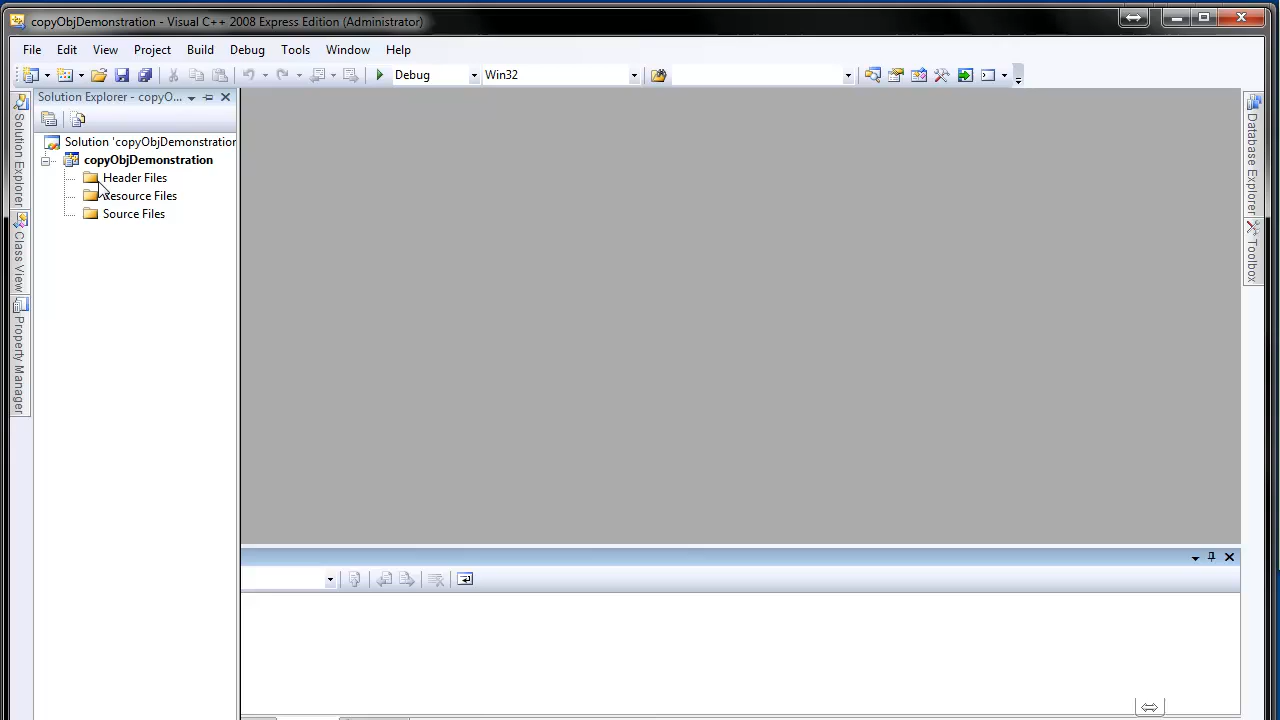 copyObjDemonstration - Visual C++ 2008 Express Edition (Administrator)
File Edit View Project Build Debug Tools Window Help
Debug Win32
Solution Explorer - copyO...
Solution 'copyObjDemonstration
copyObjDemonstration
Header Files
Resource Files
Source Files
Solution Explorer
Class View
Property Manager
Database Explorer
Toolbox